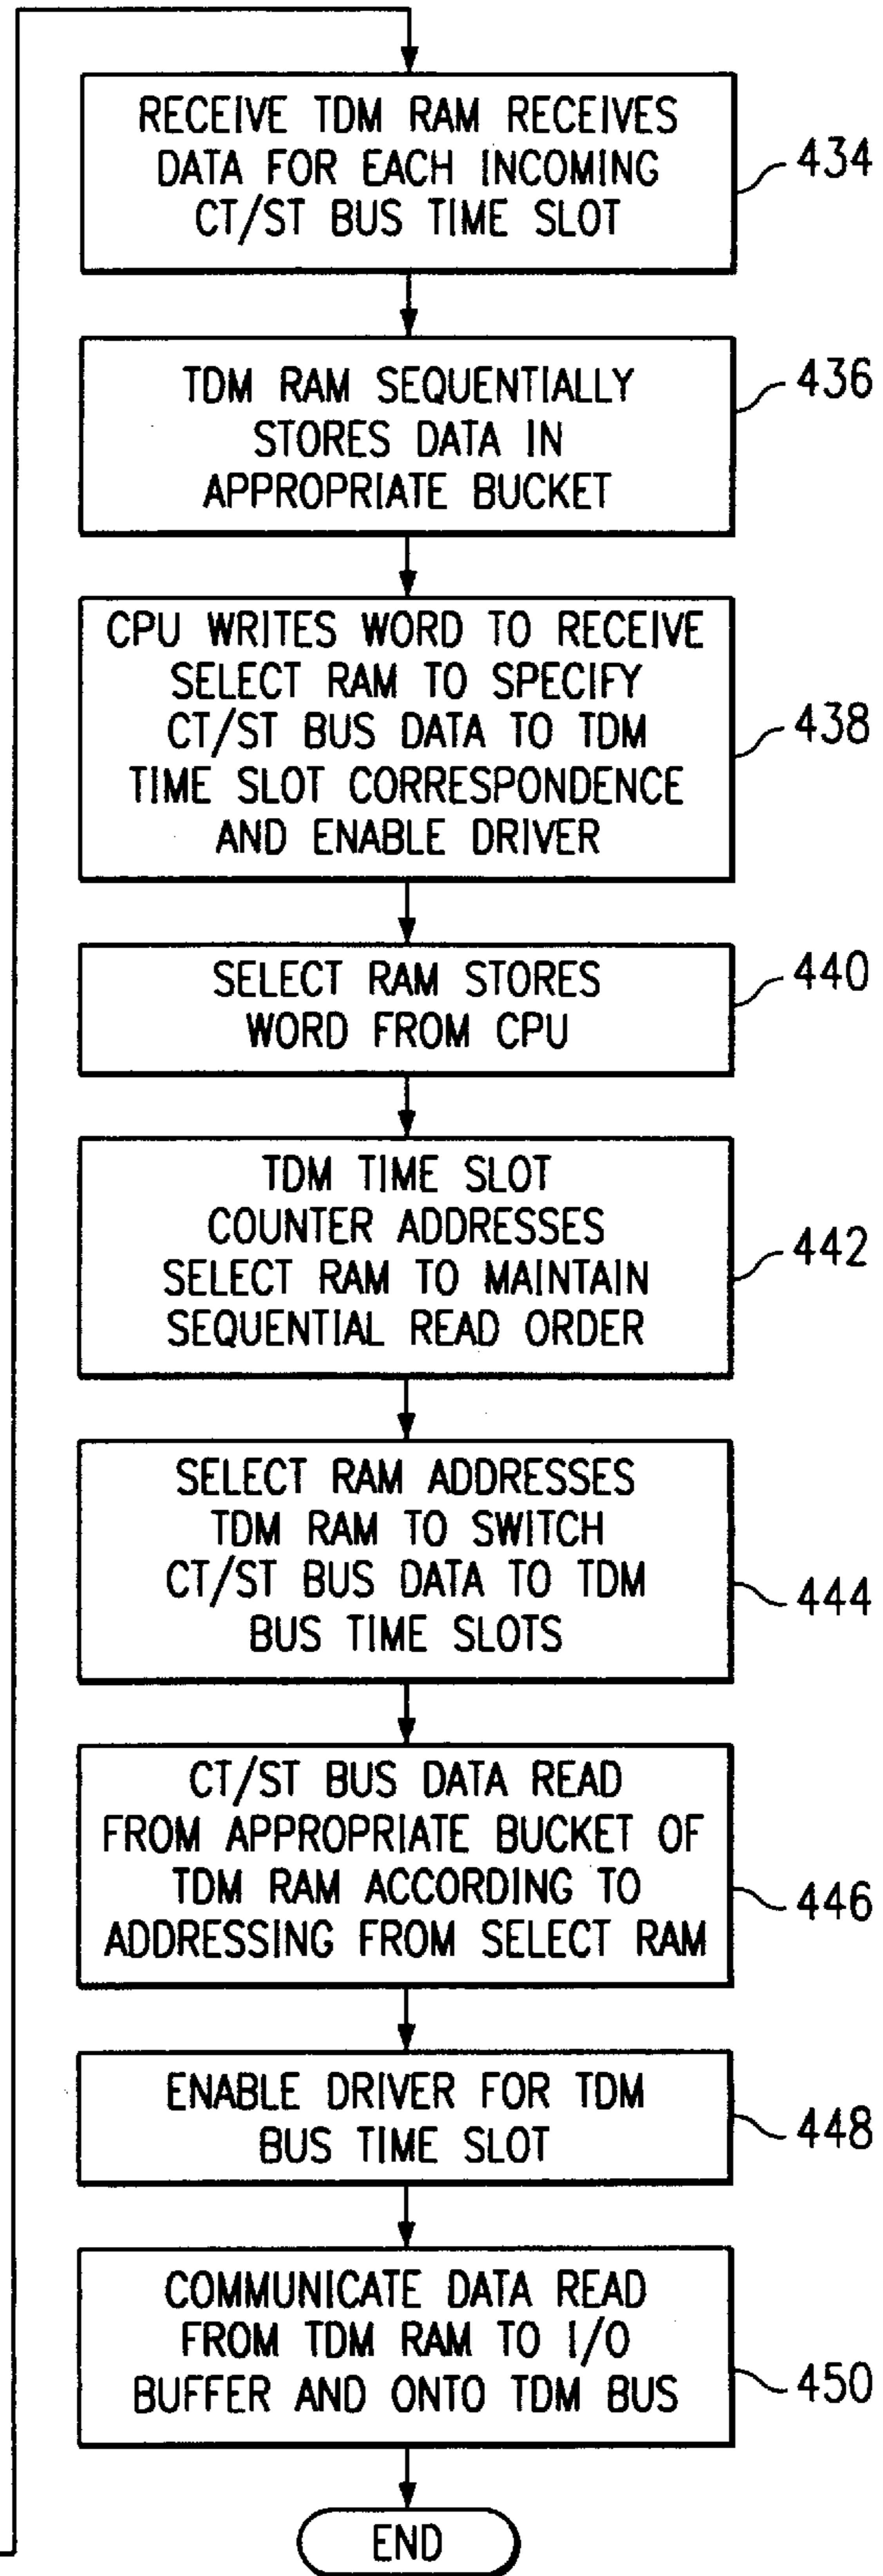 RECEIVE TDM RAM RECEIVES
DATA FOR EACH INCOMING
CT/ST BUS TIME SLOT
434
TDM RAM SEQUENTIALLY
STORES DATA IN
APPROPRIATE BUCKET
436
CPU WRITES WORD TO RECEIVE
SELECT RAM TO SPECIFY
CT/ST BUS DATA TO TDM
TIME SLOT CORRESPONDENCE
AND ENABLE DRIVER
438
SELECT RAM STORES
WORD FROM CPU
440
TDM TIME SLOT
COUNTER ADDRESSES
SELECT RAM TO MAINTAIN
SEQUENTIAL READ ORDER
442
SELECT RAM ADDRESSES
TDM RAM TO SWITCH
CT/ST BUS DATA TO TDM
BUS TIME SLOTS
444
CT/ST BUS DATA READ
FROM APPROPRIATE BUCKET OF
TDM RAM ACCORDING TO
ADDRESSING FROM SELECT RAM
446
ENABLE DRIVER FOR TDM
BUS TIME SLOT
448
COMMUNICATE DATA READ
FROM TDM RAM TO I/O
BUFFER AND ONTO TDM BUS
450
END